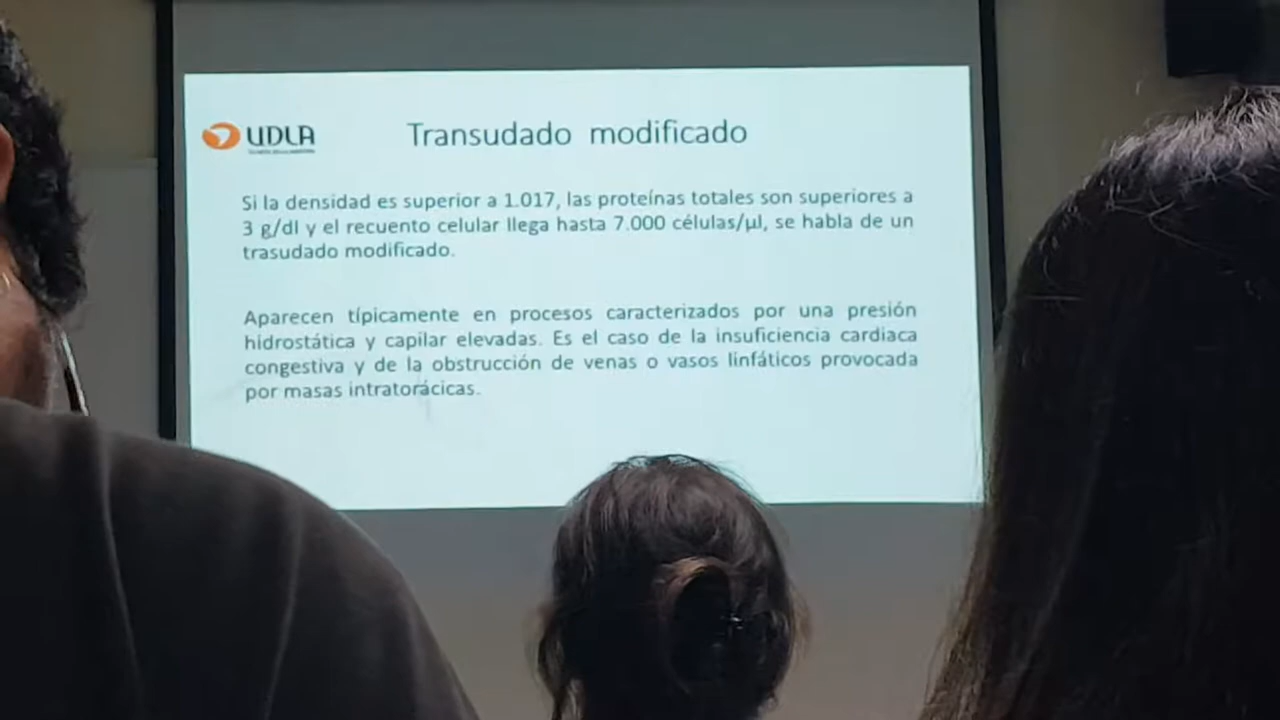 UDLA
Transudado modificado
Si la densidad es superior a 1.017, las proteínas totales son superiores a
3 g/dl y el recuento celular llega hasta 7.000 células/µl, se habla de un
trasudado modificado.
Aparecen típicamente en procesos caracterizados por una presión
hidrostática y capilar elevadas. Es el caso de la insuficiencia cardiaca
congestiva y de la obstrucción de venas o vasos linfáticos provocada
por masas intratorácicas.